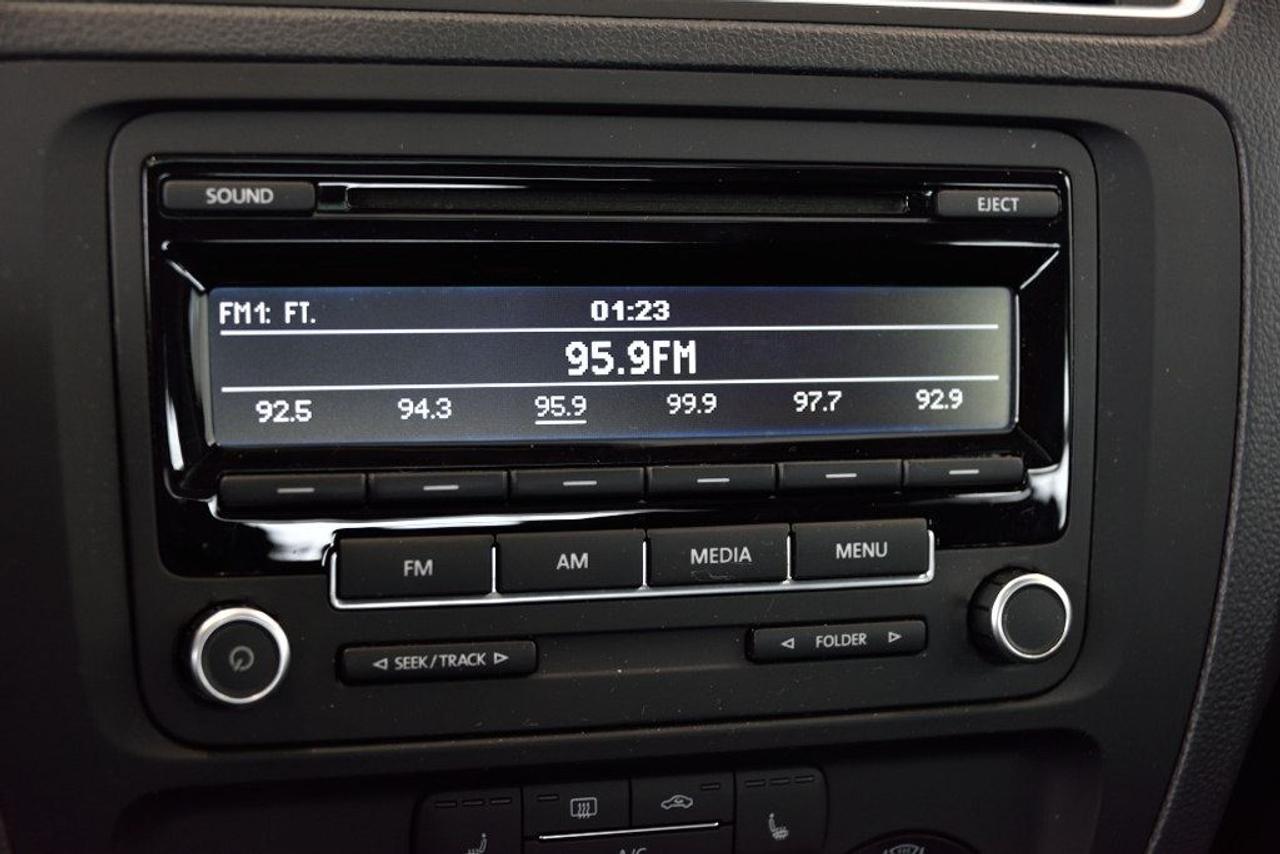 SOUND EJECT
FM1: FT. 01:23
95.9FM
92.5 94.3 95.9 99.9 97.7 92.9
FM AM MEDIA MENU
SEEK/TRACK FOLDER
A/C